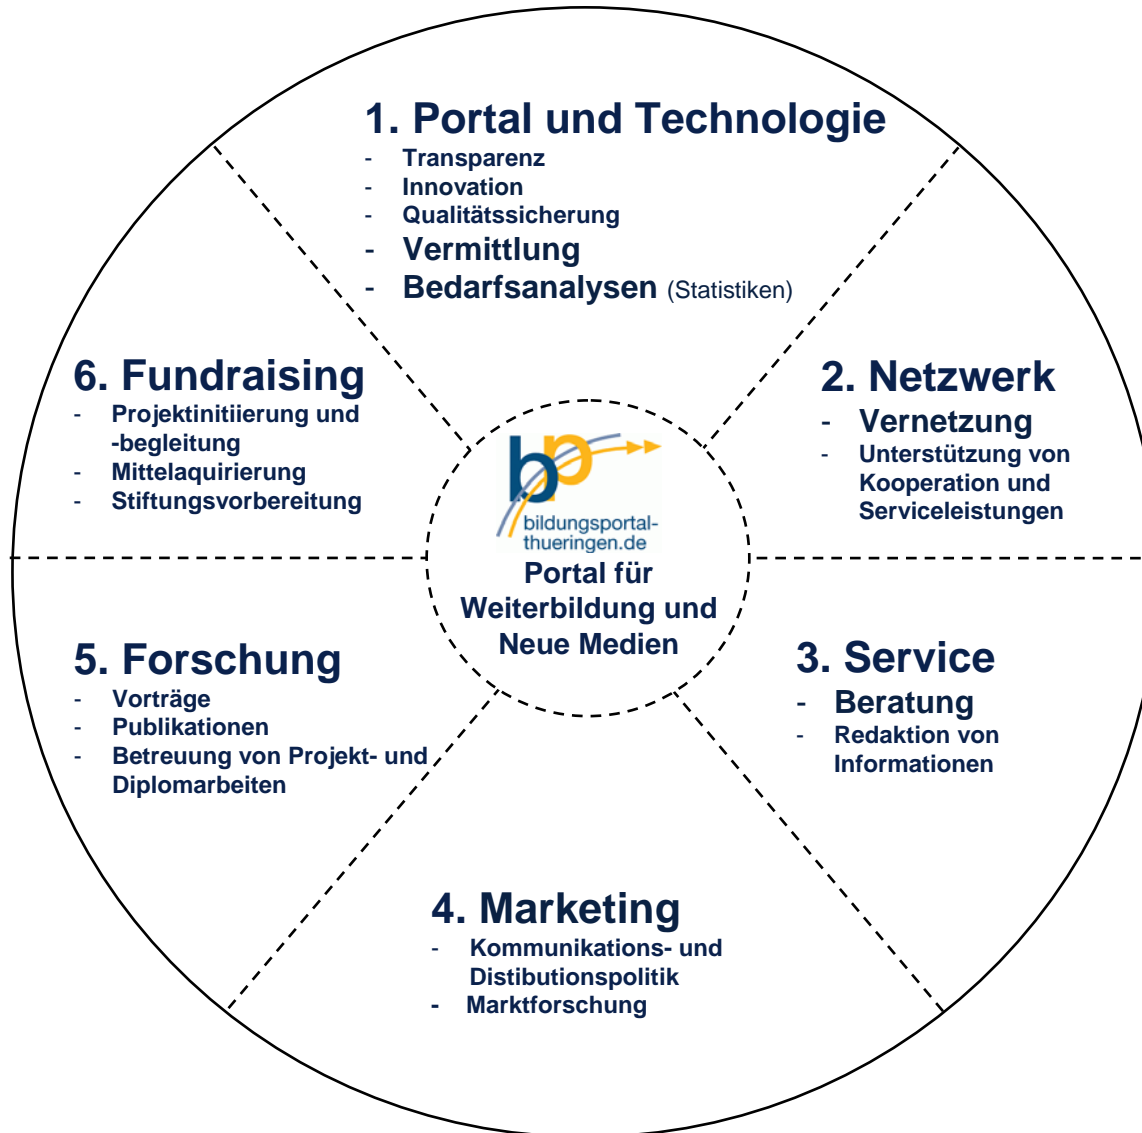 1. Portal und Technologie
- Transparenz
- Innovation
- Qualitätssicherung
- Vermittlung
- Bedarfsanalysen (Statistiken)
2. Netzwerk
- Vernetzung
- Unterstützung von
Kooperation und
Serviceleistungen
3. Service
- Beratung
- Redaktion von
Informationen
4. Marketing
- Kommunikations- und
Distibutionspolitik
- Marktforschung
5. Forschung
- Vorträge
- Publikationen
- Betreuung von Projekt- und
Diplomarbeiten
6. Fundraising
- Projektinitiierung und
-begleitung
- Mittelaquirierung
- Stiftungsvorbereitung
bp
bildungsportal-
thueringen.de
Portal für
Weiterbildung und
Neue Medien